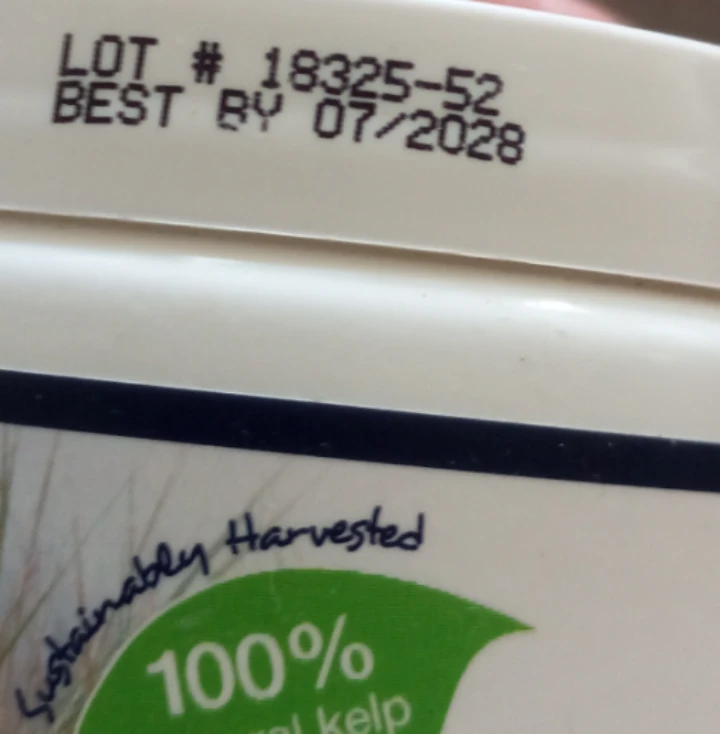 LOT # 18325-52
BEST BY 07/2028
Sustainably Harvested
100%
kelp